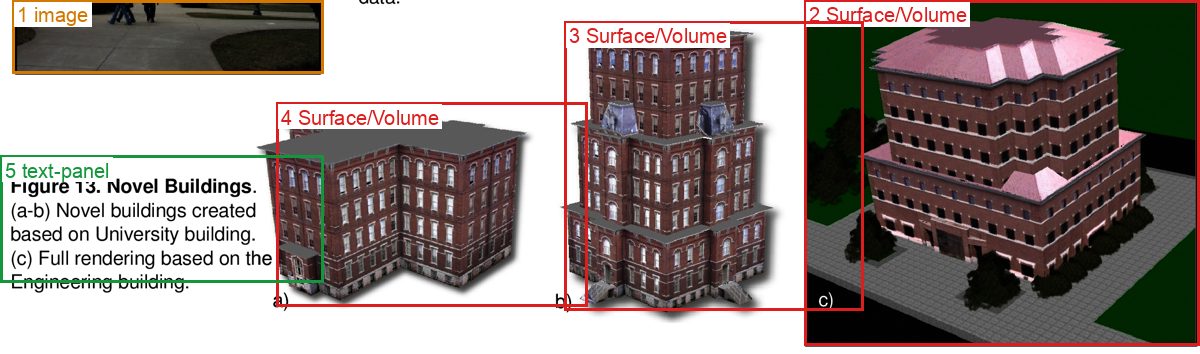 data.
1 image
2 Surface/Volume
3 Surface/Volume
4 Surface/Volume
5 text-panel
Figure 13. Novel Buildings.
(a-b) Novel buildings created
based on University building.
(c) Full rendering based on the
Engineering building.
a)
b)
c)